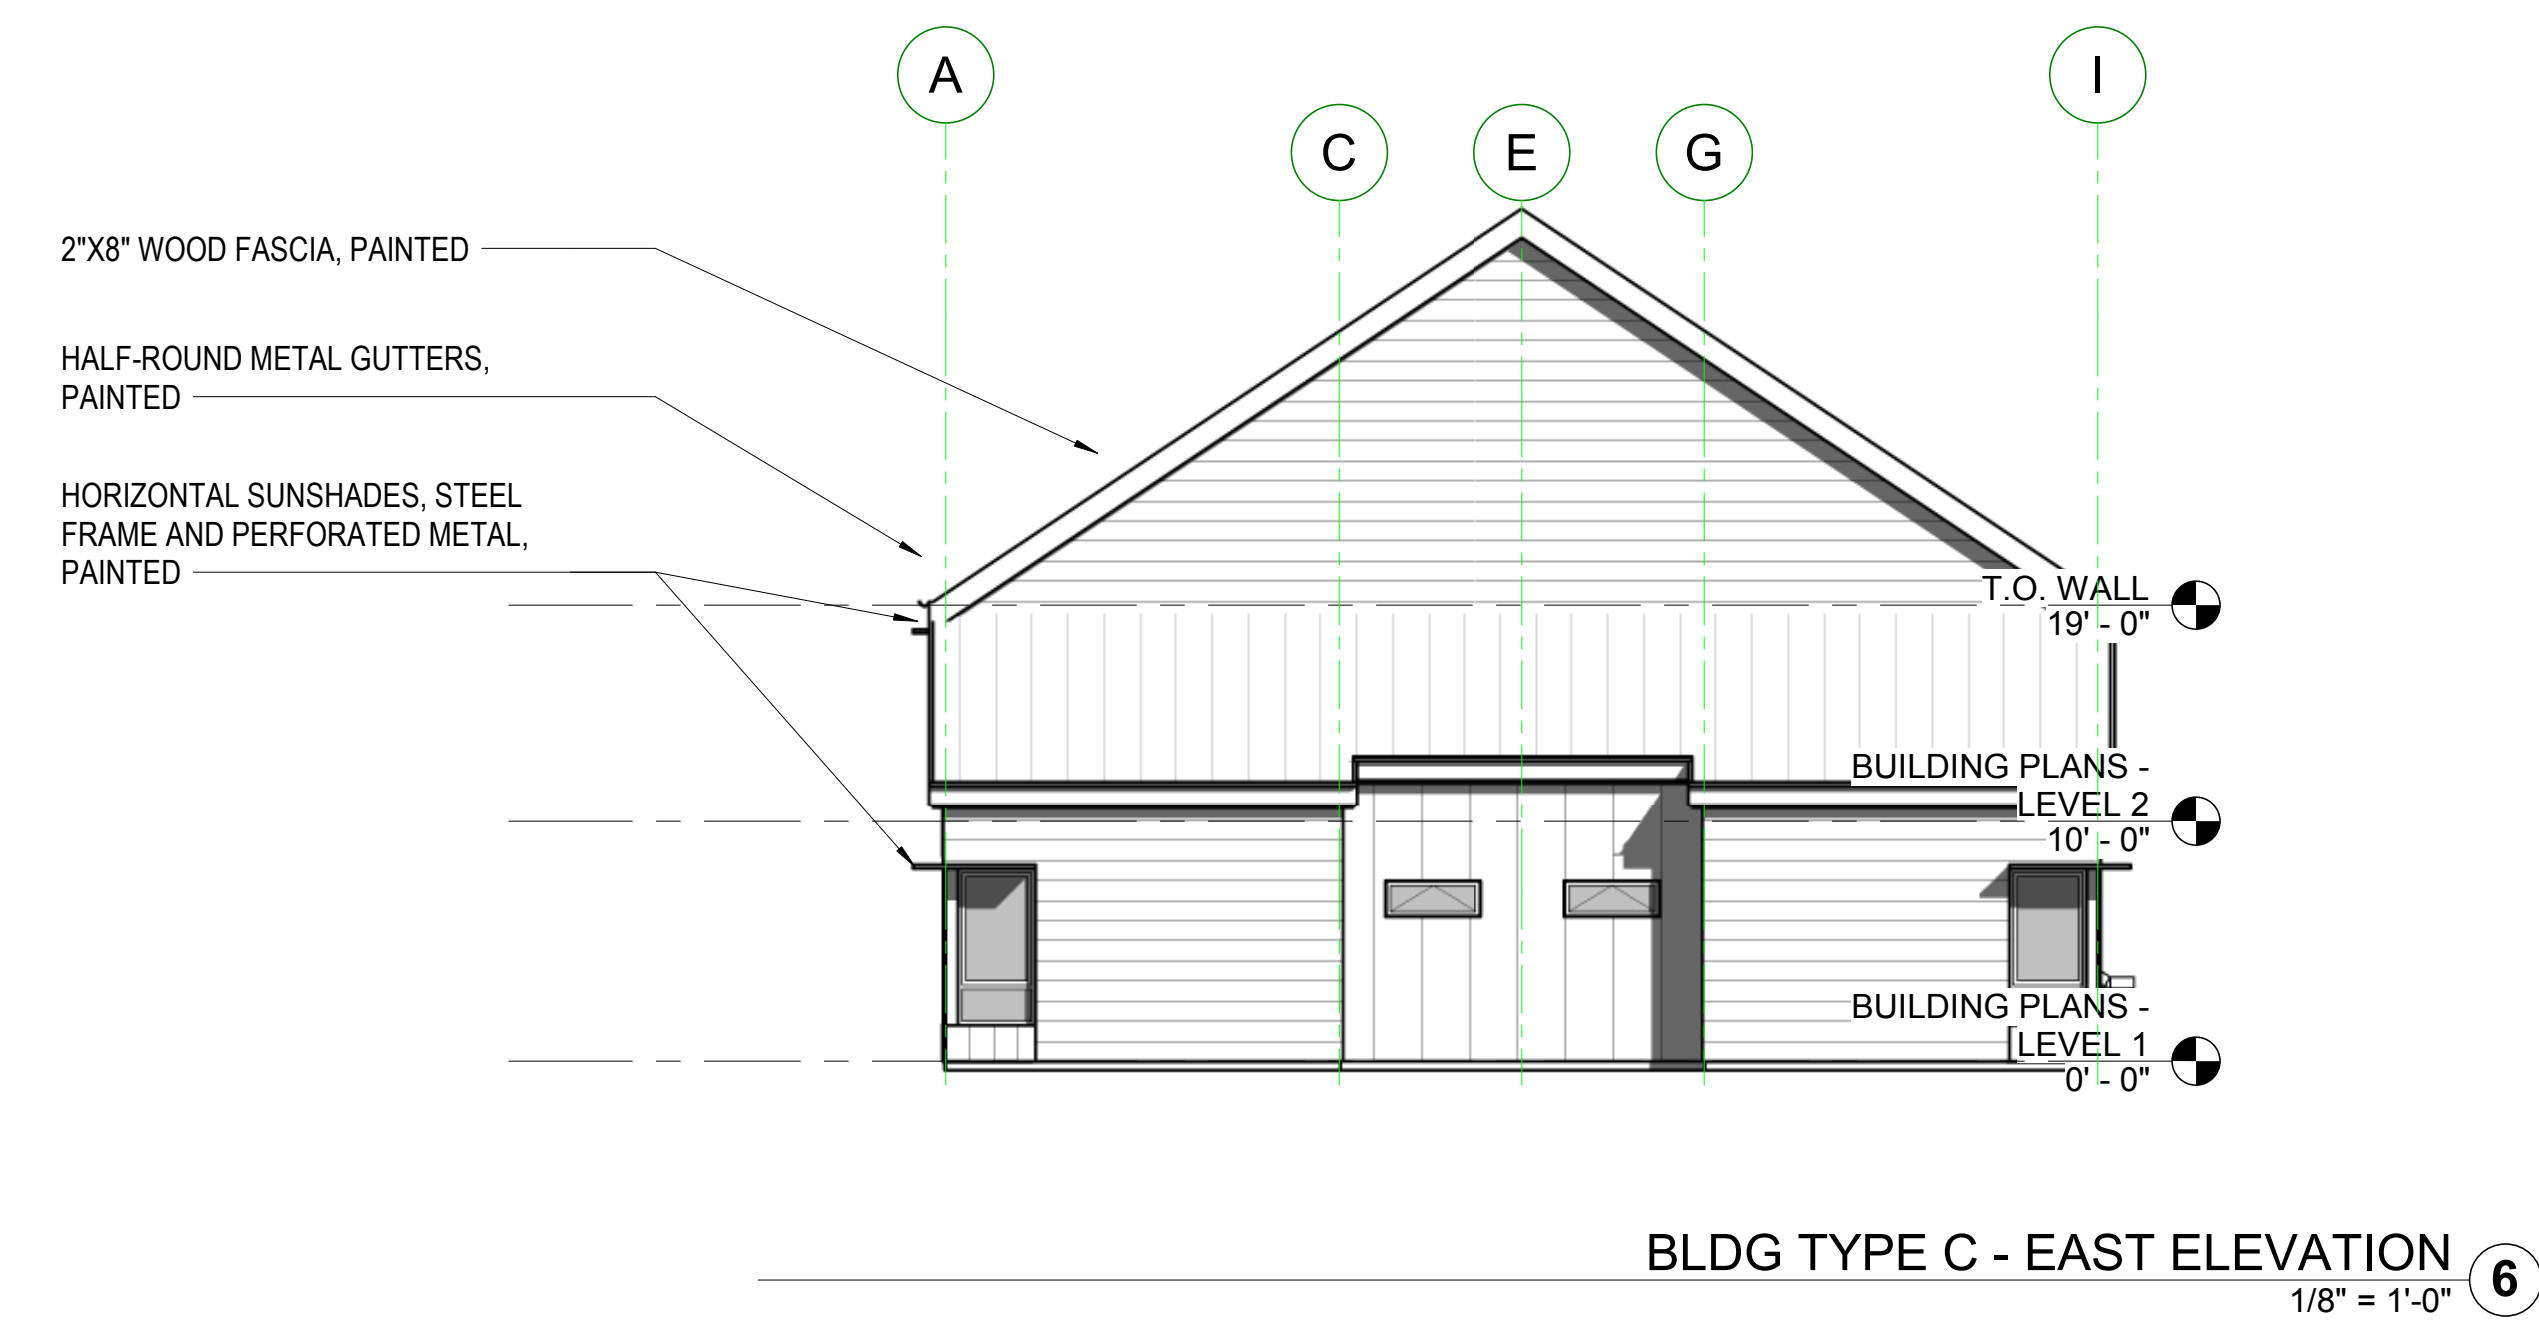 A
I
C
E
G
2"X8" WOOD FASCIA, PAINTED
HALF-ROUND METAL GUTTERS,
PAINTED
HORIZONTAL SUNSHADES, STEEL
FRAME AND PERFORATED METAL,
PAINTED
T.O. WALL
19' - 0"
BUILDING PLANS -
LEVEL 2
10' - 0"
BUILDING PLANS -
LEVEL 1
0' - 0"
BLDG TYPE C - EAST ELEVATION
6
1/8" = 1'-0"